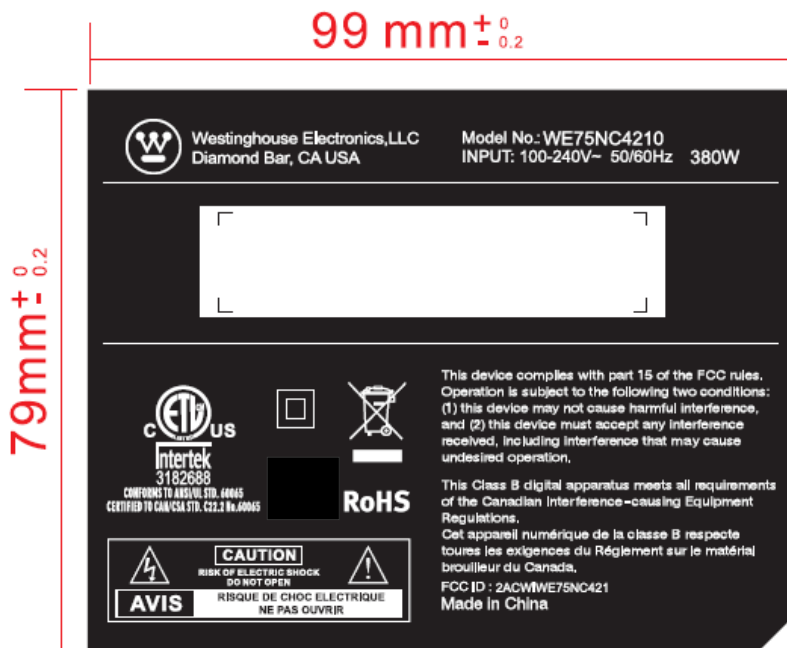 99 mm ± 0 0.2
79mm ± 0 0.2
W
Westinghouse Electronics,LLC
Diamond Bar, CA USA
Model No.: WE75NC4210
INPUT: 100-240V~ 50/60Hz 380W
C ETL US
Intertek
3182688
CONFORMS TO ANSI/UL STD. 60065
CERTIFIED TO CAN/CSA STD. C22.2 No.60065
RoHS
CAUTION
RISK OF ELECTRIC SHOCK
DO NOT OPEN
AVIS
RISQUE DE CHOC ELECTRIQUE
NE PAS OUVRIR
This device complies with part 15 of the FCC rules.
Operation is subject to the following two conditions:
(1) this device may not cause harmful interference,
and (2) this device must accept any interference
received, including interference that may cause
undesired operation.
This Class B digital apparatus meets all requirements
of the Canadian Interference-causing Equipment
Regulations.
Cet appareil numérique de la classe B respecte
toures les exigences du Réglement sur le matérial
brouilleur du Canada.
FCC ID : 2ACWIWE75NC421
Made in China